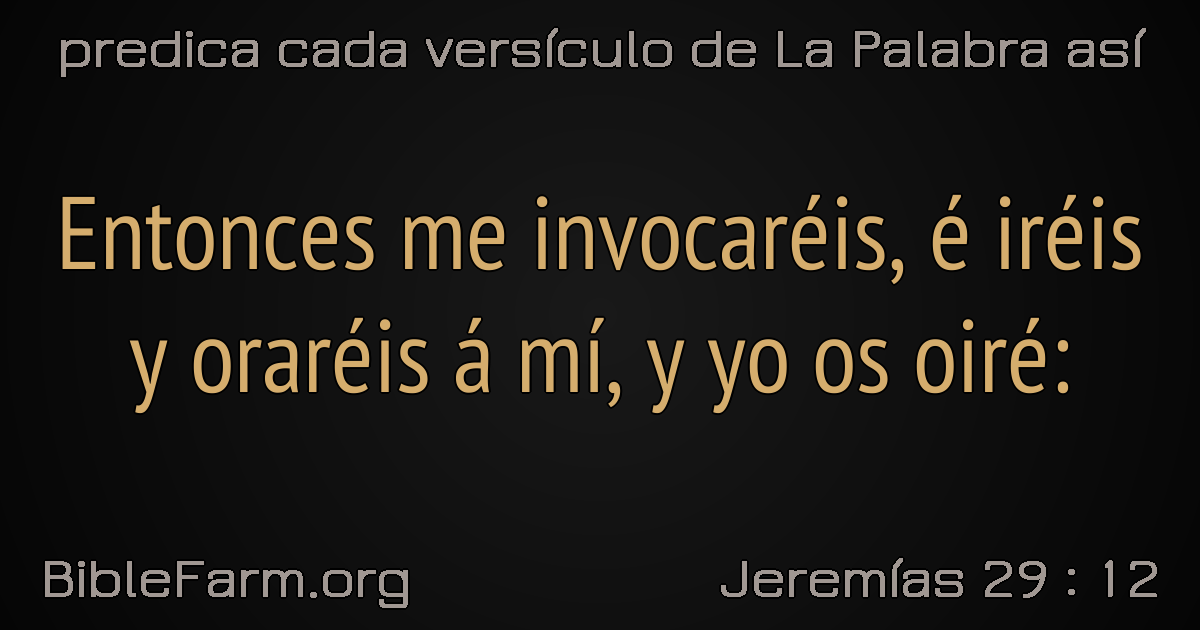 predica cada versículo de La Palabra así
Entonces me invocaréis, é iréis
y oraréis á mí, y yo os oiré:
BibleFarm.org
Jeremías 29 : 12